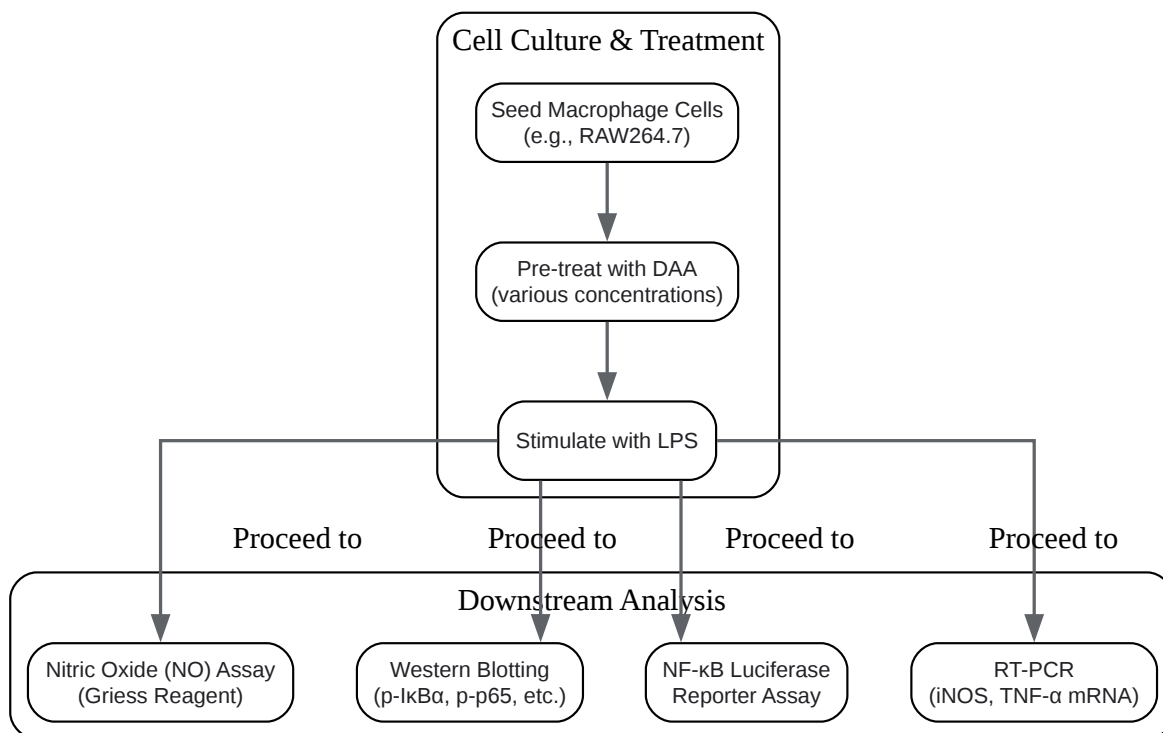 Cell Culture & Treatment
Seed Macrophage Cells
(e.g., RAW264.7)
Pre-treat with DAA
(various concentrations)
Stimulate with LPS
Proceed to
Proceed to
Proceed to
Proceed to
Downstream Analysis
Nitric Oxide (NO) Assay
(Griess Reagent)
Western Blotting
(p-IκBα, p-p65, etc.)
NF-κB Luciferase
Reporter Assay
RT-PCR
(iNOS, TNF-α mRNA)